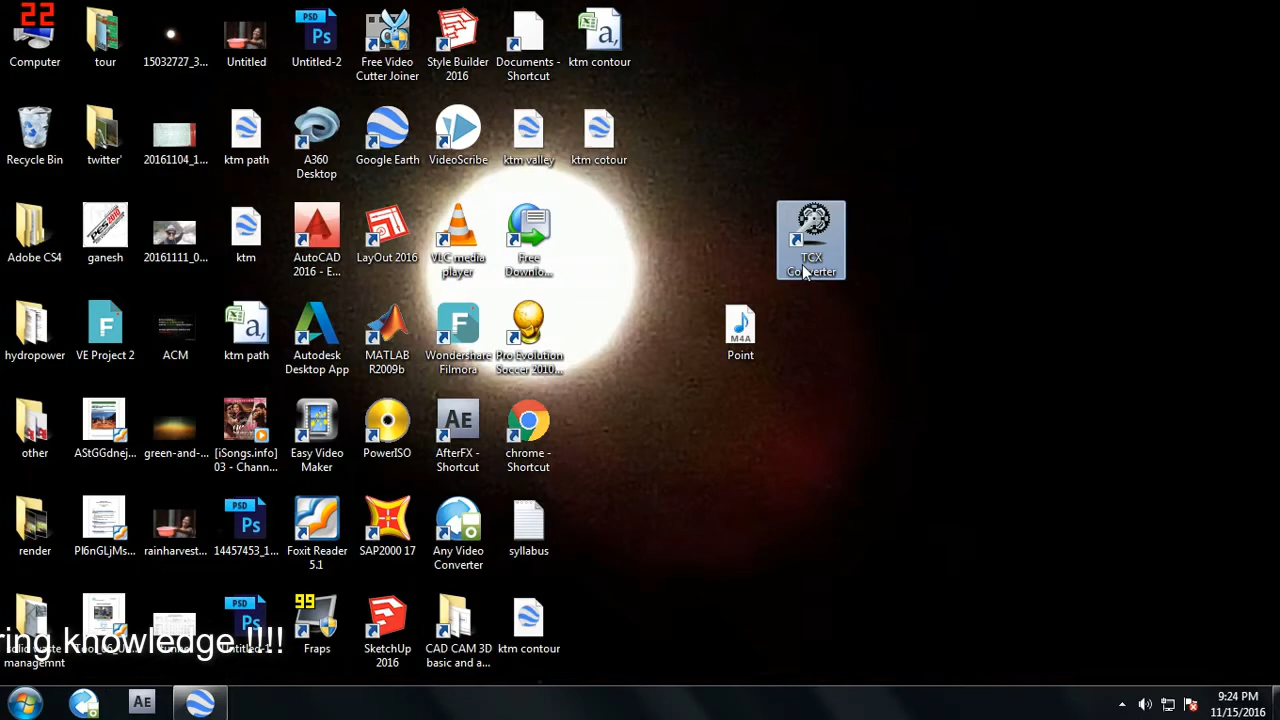 22
Computer
tour
15032727_3...
Untitled
PSD
Ps
Untitled-2
Free Video
Cutter Joiner
Style Builder
2016
Documents -
Shortcut
a,
ktm contour
Recycle Bin
twitter'
20161104_1...
ktm path
A360
Desktop
Google Earth
VideoScribe
ktm valley
ktm cotour
Adobe CS4
ganesh
20161111_0...
ktm
AutoCAD
2016 - E...
LayOut 2016
VLC media
player
Free
Downlo...
TCX
Converter
hydropower
F
VE Project 2
ACM
a,
ktm path
Autodesk
Desktop App
MATLAB
R2009b
F
Wondershare
Filmora
Pro Evolution
Soccer 2010...
M4A
Point
other
AStGGdnej...
green-and-...
[iSongs.info]
03 - Chann...
Easy Video
Maker
PowerISO
AE
AfterFX -
Shortcut
chrome -
Shortcut
render
Pl6nGLjMs...
rainharvest...
PSD
Ps
14457453_1...
Foxit Reader
5.1
SAP2000 17
Any Video
Converter
syllabus
managemnt
PSD
Ps
99
Fraps
SketchUp
2016
CAD CAM 3D
basic and a...
ktm contour
ring knowledge !!!!
AE
9:24 PM
11/15/2016